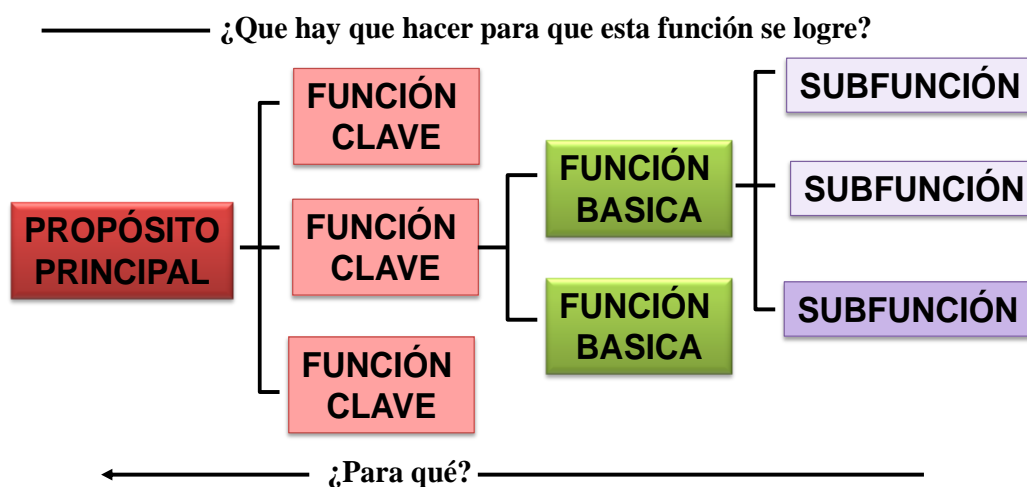 ¿Que hay que hacer para que esta función se logre?
FUNCIÓN
CLAVE
SUBFUNCIÓN
FUNCIÓN
BASICA
SUBFUNCIÓN
PROPÓSITO
PRINCIPAL
FUNCIÓN
CLAVE
FUNCIÓN
BASICA
SUBFUNCIÓN
FUNCIÓN
CLAVE
¿Para qué?